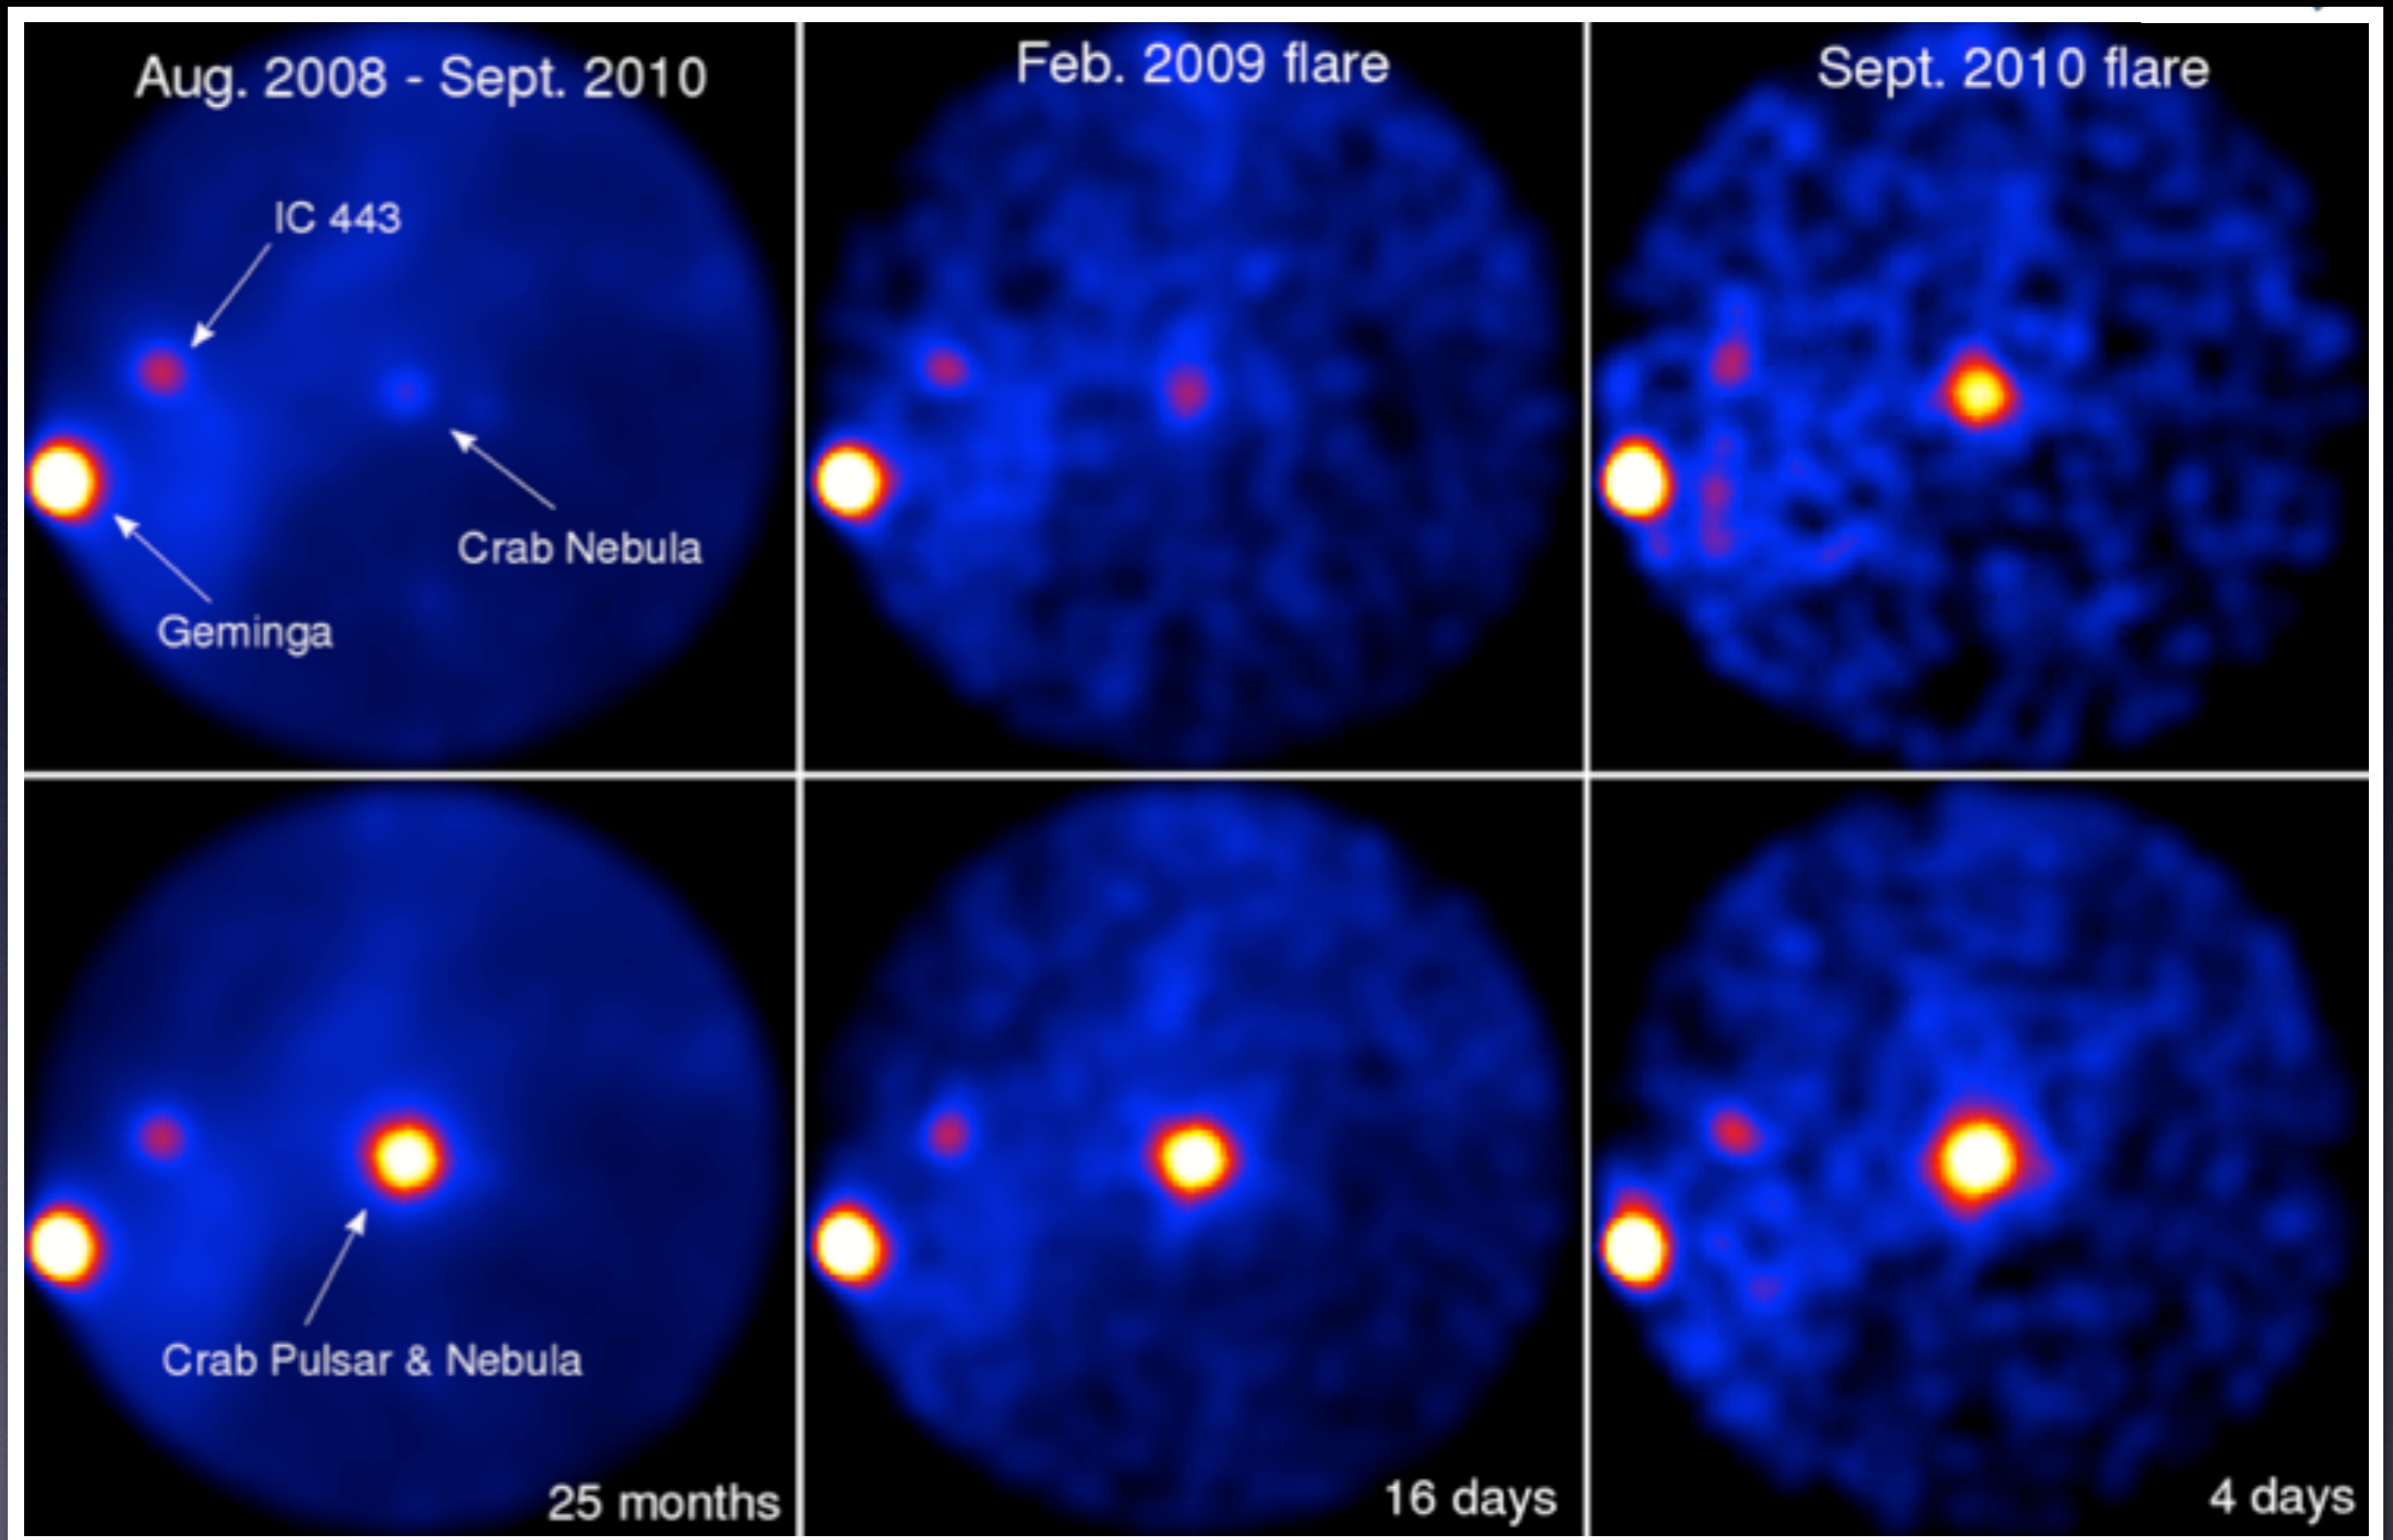 Aug. 2008 - Sept. 2010
Feb. 2009 flare
Sept. 2010 flare
IC 443
Crab Nebula
Geminga
Crab Pulsar & Nebula
25 months
16 days
4 days